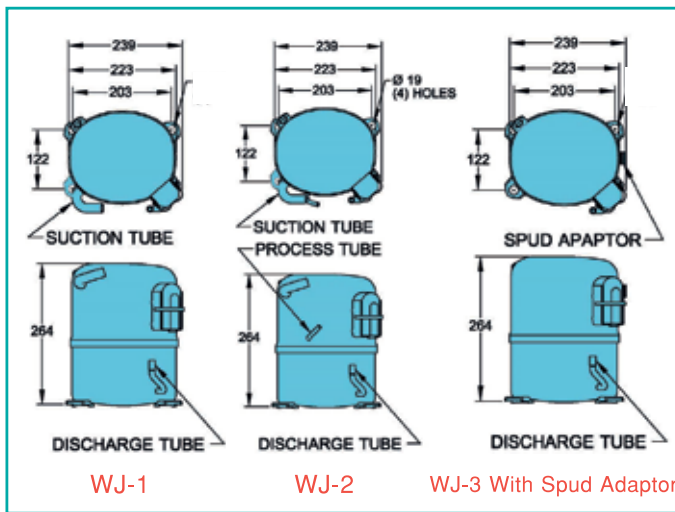 239
223
203
122
SUCTION TUBE
264
DISCHARGE TUBE
WJ-1
239
223
203
Ø 19
(4) HOLES
122
SUCTION TUBE
PROCESS TUBE
264
DISCHARGE TUBE
WJ-2
239
223
203
122
SPUD APAPTOR
264
DISCHARGE TUBE
WJ-3 With Spud Adaptor